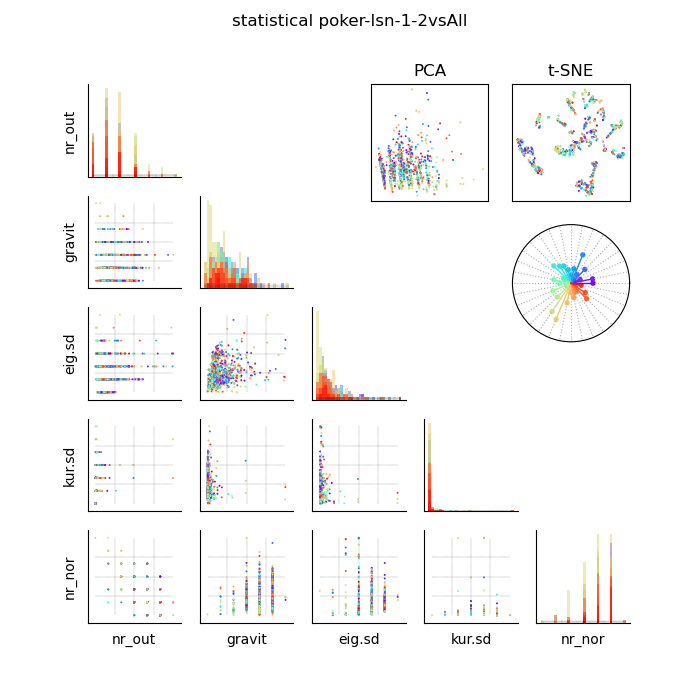 statistical poker-lsn-1-2vsAll
PCA
t-SNE
nr_out
gravit
eig.sd
kur.sd
nr_nor
nr_out
gravit
eig.sd
kur.sd
nr_nor